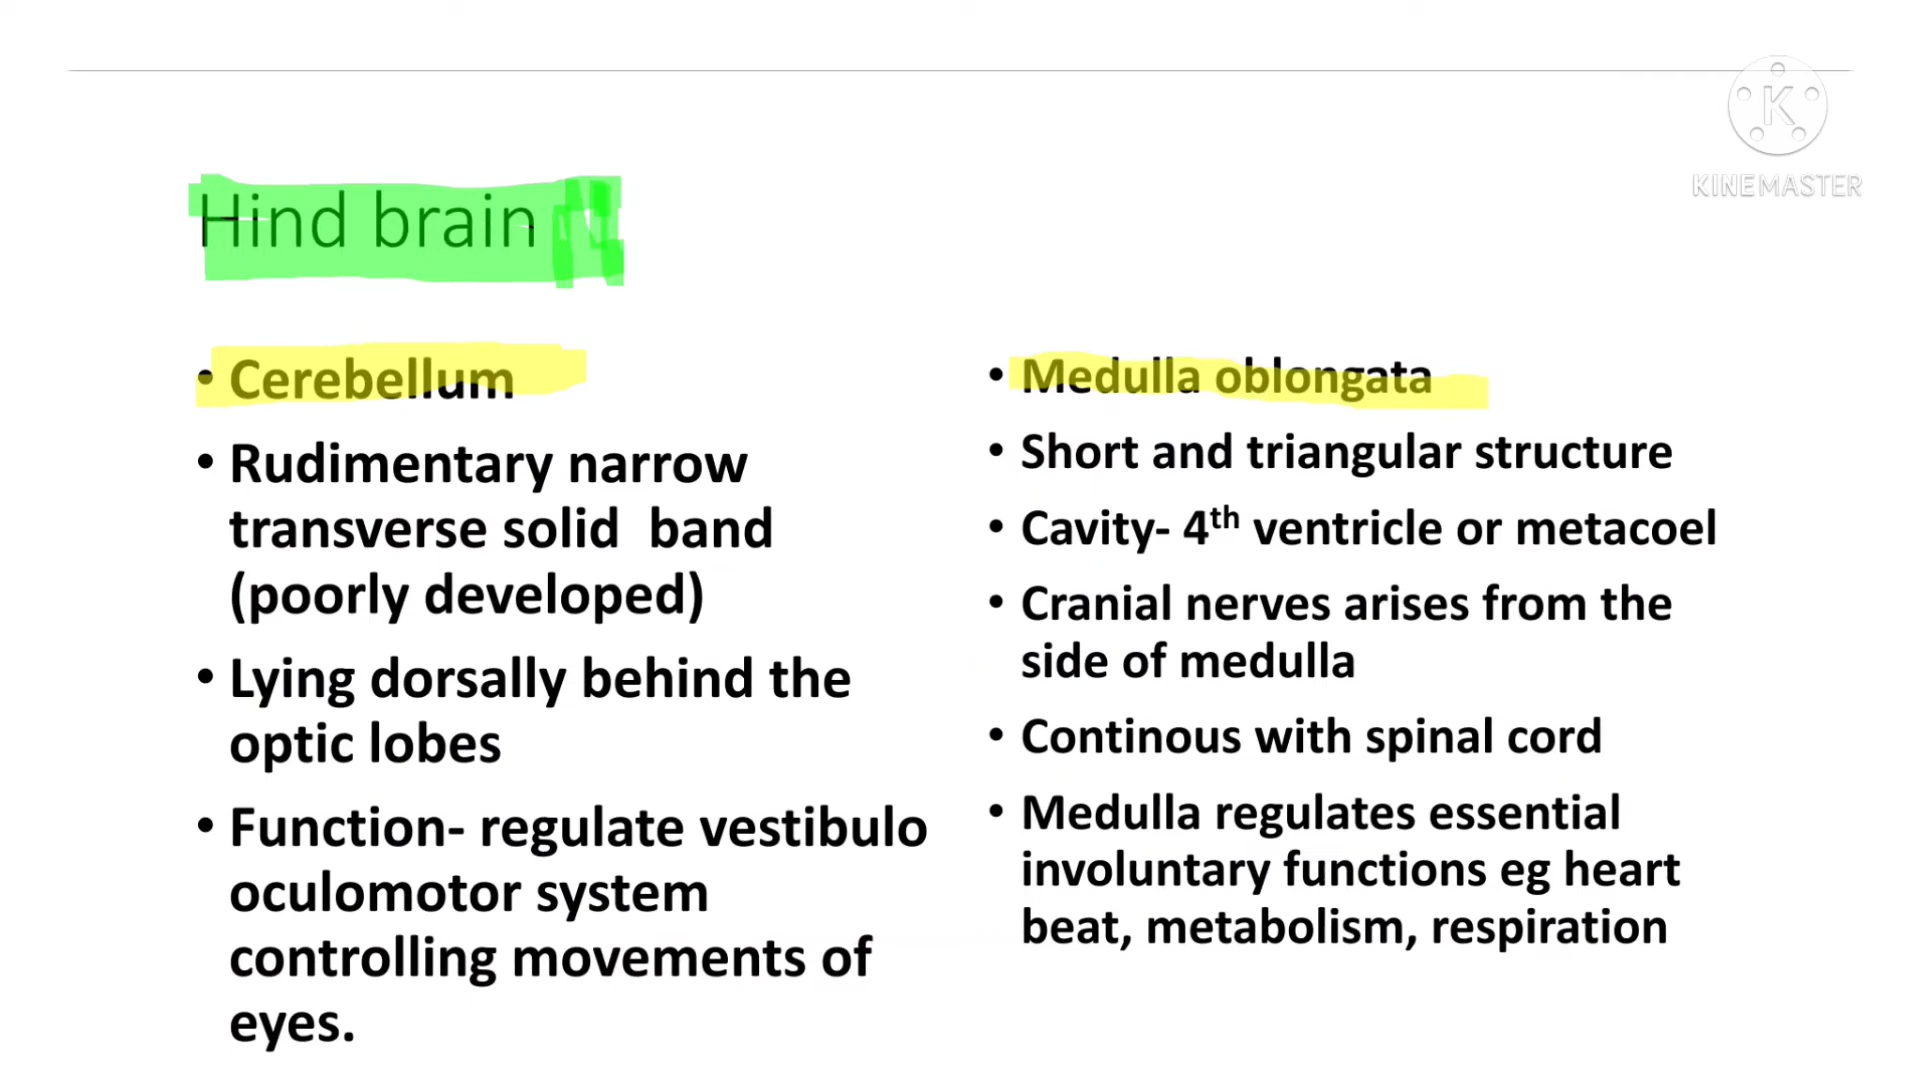 K
KINEMASTER
Hind brain
• Cerebellum
• Rudimentary narrow
transverse solid band
(poorly developed)
• Lying dorsally behind the
optic lobes
• Function- regulate vestibulo
oculomotor system
controlling movements of
eyes.
• Medulla oblongata
• Short and triangular structure
• Cavity- 4th ventricle or metacoel
• Cranial nerves arises from the
side of medulla
• Continous with spinal cord
• Medulla regulates essential
involuntary functions eg heart
beat, metabolism, respiration